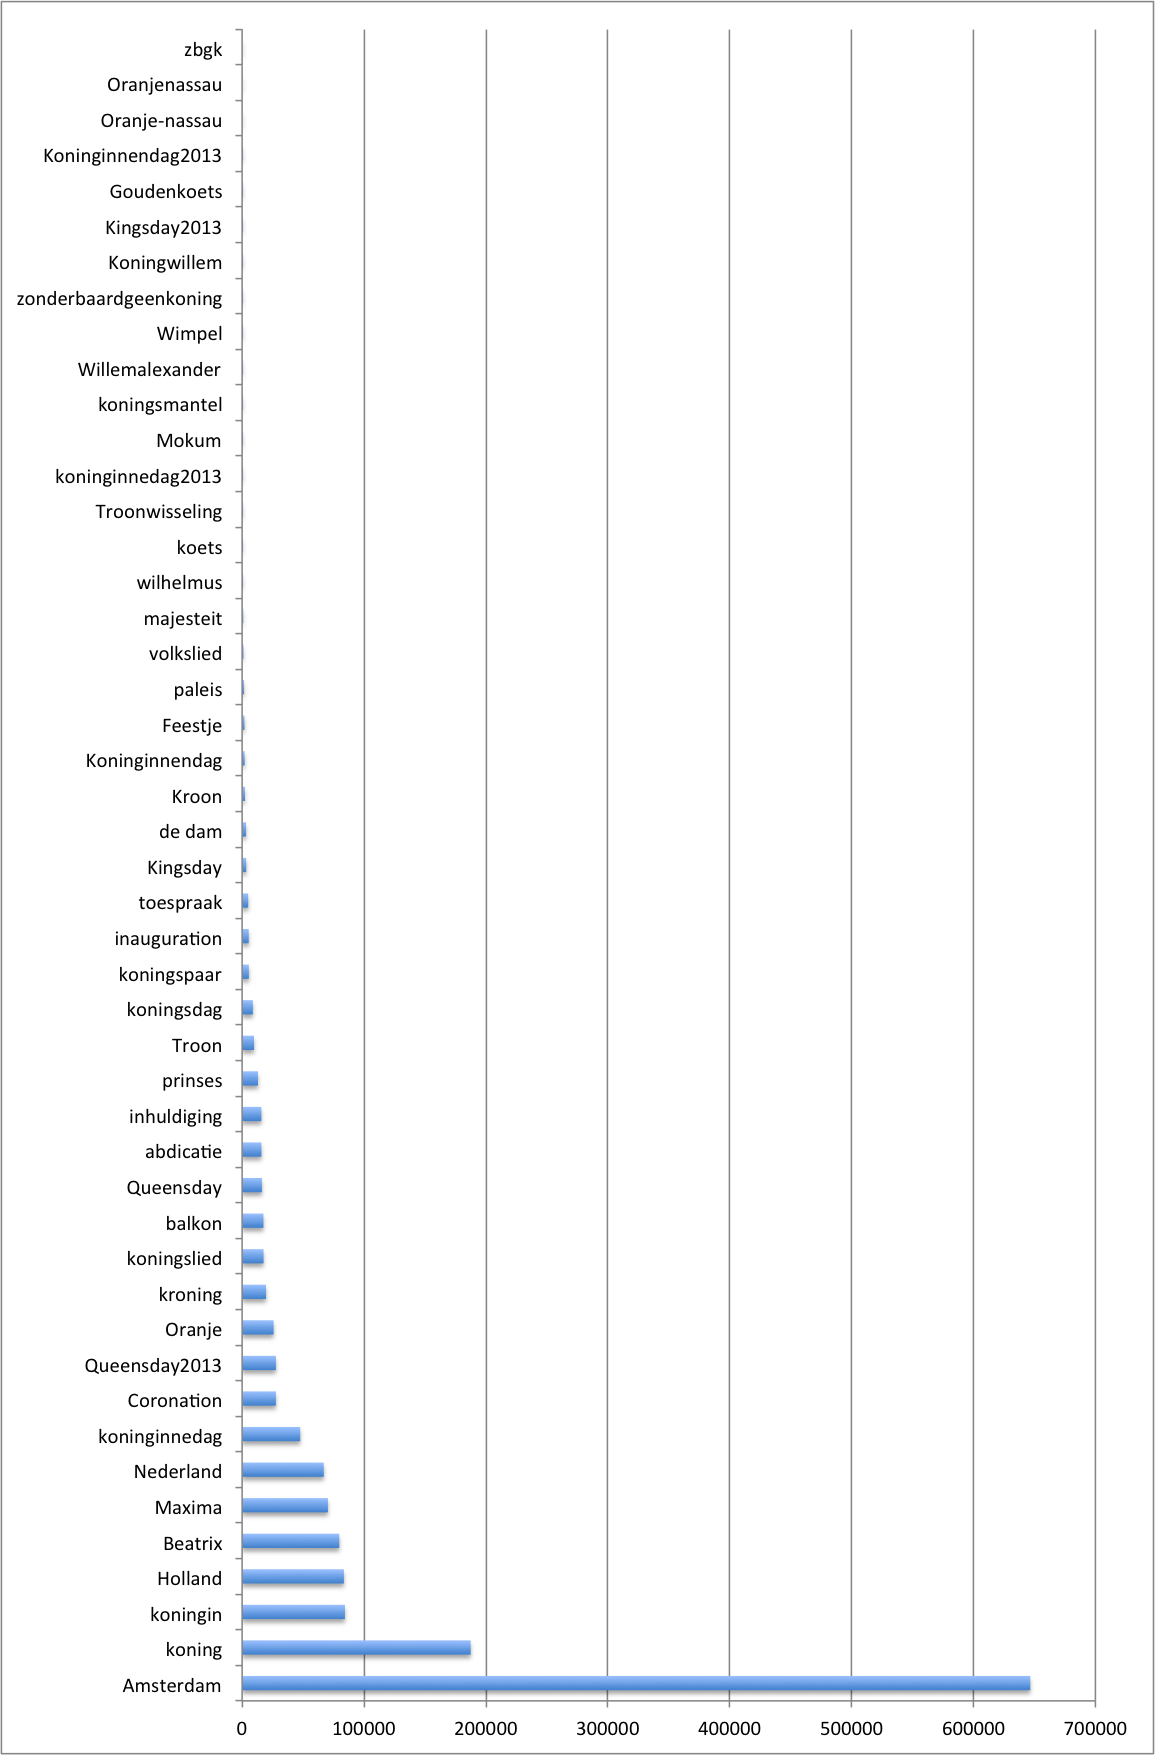 zbgk
Oranjenassau
Oranje-nassau
Koninginnendag2013
Goudenkoets
Kingsday2013
Koningwillem
zonderbaardgeenkoning
Wimpel
Willemalexander
koningsmantel
Mokum
koninginnedag2013
Troonwisseling
koets
wilhelmus
majesteit
volkslied
paleis
Feestje
Koninginnendag
Kroon
de dam
Kingsday
toespraak
inauguration
koningspaar
koningsdag
Troon
prinses
inhuldiging
abdicatie
Queensday
balkon
koningslied
kroning
Oranje
Queensday2013
Coronation
koninginnedag
Nederland
Maxima
Beatrix
Holland
koningin
koning
Amsterdam
0 100000 200000 300000 400000 500000 600000 700000